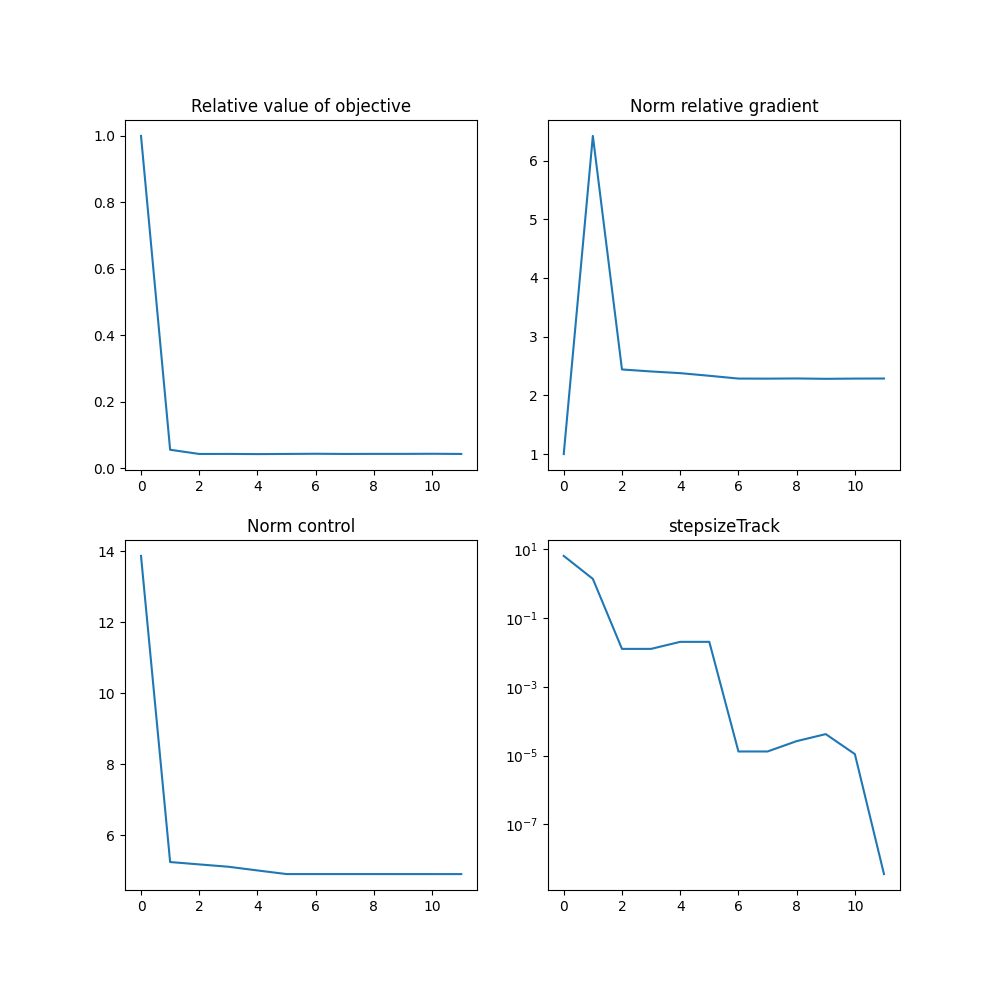 Relative value of objective
1.0
0.8
0.6
0.4
0.2
0.0
0 2 4 6 8 10
Norm relative gradient
6
5
4
3
2
1
0 2 4 6 8 10
Norm control
14
12
10
8
6
0 2 4 6 8 10
stepsizeTrack
10¹
10⁻¹
10⁻³
10⁻⁵
10⁻⁷
0 2 4 6 8 10